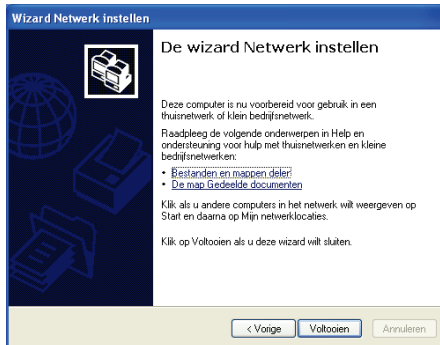 Wizard Netwerk instellen
De wizard Netwerk instellen
Deze computer is nu voorbereid voor gebruik in een
thuisnetwerk of klein bedrijfsnetwerk.
Raadpleeg de volgende onderwerpen in Help en
ondersteuning voor hulp met thuisnetwerken en kleine
bedrijfsnetwerken:
• Bestanden en mappen delen
• De map Gedeelde documenten
Klik als u andere computers in het netwerk wilt weergeven op
Start en daarna op Mijn netwerklocaties.
Klik op Voltooien als u deze wizard wilt sluiten.
< Vorige
Voltooien
Annuleren